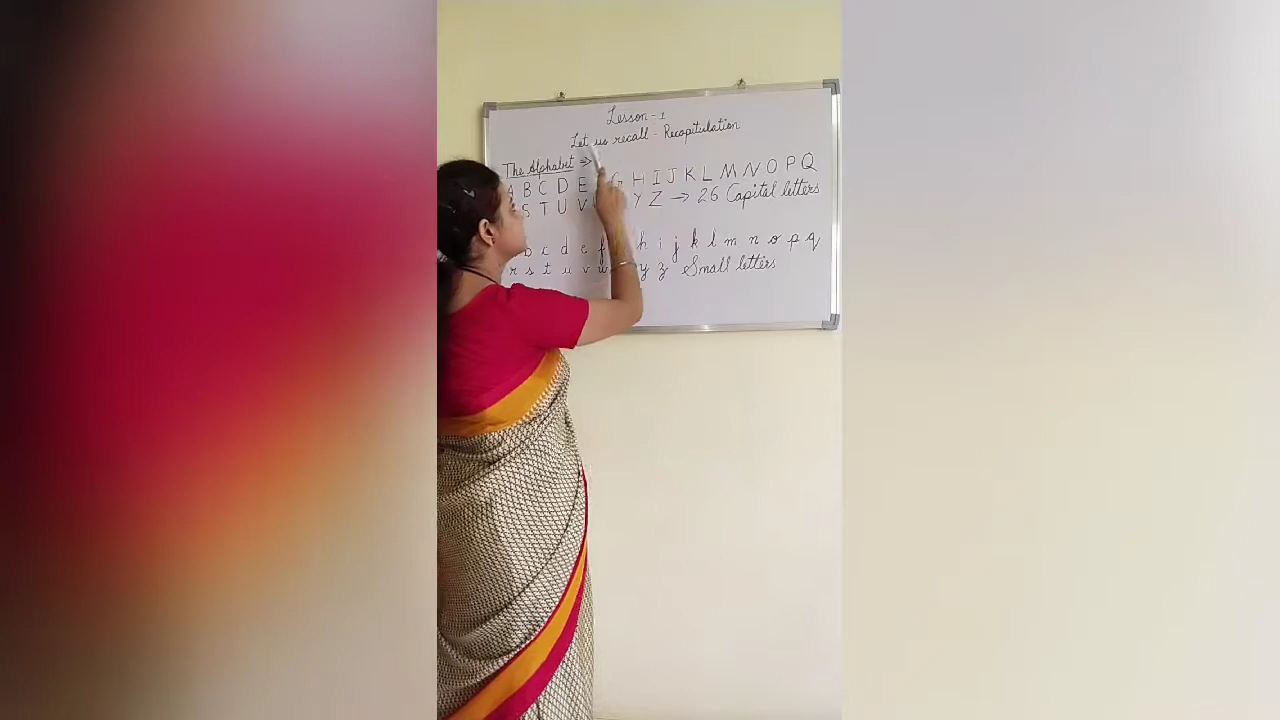 Lesson - 1
Let us recall - Recapitulation
The Alphabet ⇒
A B C D E G H I J K L M N O P Q
S T U V Y Z → 26 Capital letters
b c d e f h i j k l m n o p q
r s t u v w y z Small letters